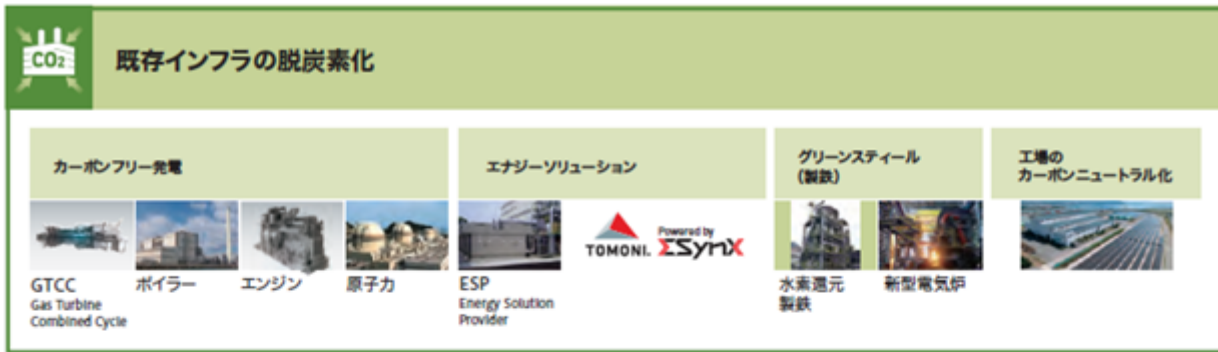 CO₂
既存インフラの脱炭素化
カーボンフリー発電
エナジーソリューション
グリーンスティール
(製鉄)
工場の
カーボンニュートラル化
GTCC
Gas Turbine
Combined Cycle
ボイラー
エンジン
原子力
ESP
Energy Solution
Provider
TOMONI.
Powered by
ΣSynX
水素還元
製鉄
新型電気炉